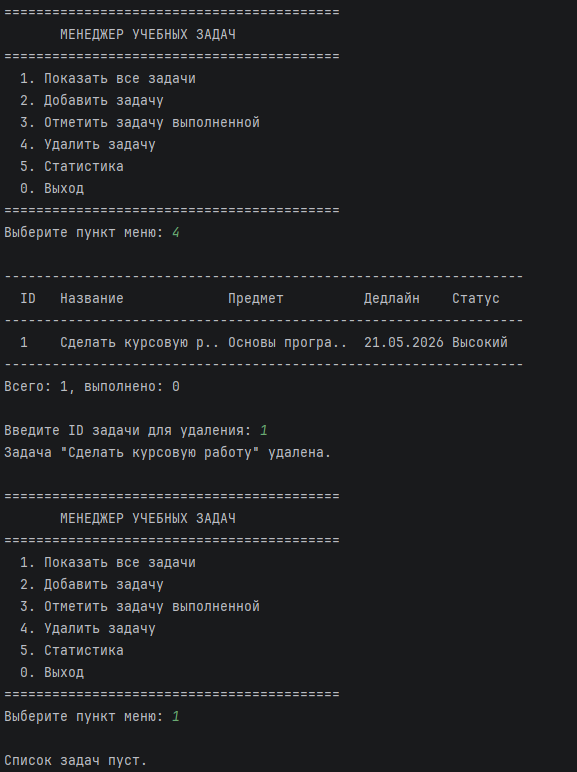 ==========================================
МЕНЕДЖЕР УЧЕБНЫХ ЗАДАЧ
==========================================
1. Показать все задачи
2. Добавить задачу
3. Отметить задачу выполненной
4. Удалить задачу
5. Статистика
0. Выход
==========================================
Выберите пункт меню: 4
-----------------------------------------------------------------
ID   Название             Предмет          Дедлайн    Статус
-----------------------------------------------------------------
1    Сделать курсовую р.. Основы програ..  21.05.2026 Высокий
-----------------------------------------------------------------
Всего: 1, выполнено: 0
Введите ID задачи для удаления: 1
Задача "Сделать курсовую работу" удалена.
==========================================
МЕНЕДЖЕР УЧЕБНЫХ ЗАДАЧ
==========================================
1. Показать все задачи
2. Добавить задачу
3. Отметить задачу выполненной
4. Удалить задачу
5. Статистика
0. Выход
==========================================
Выберите пункт меню: 1
Список задач пуст.